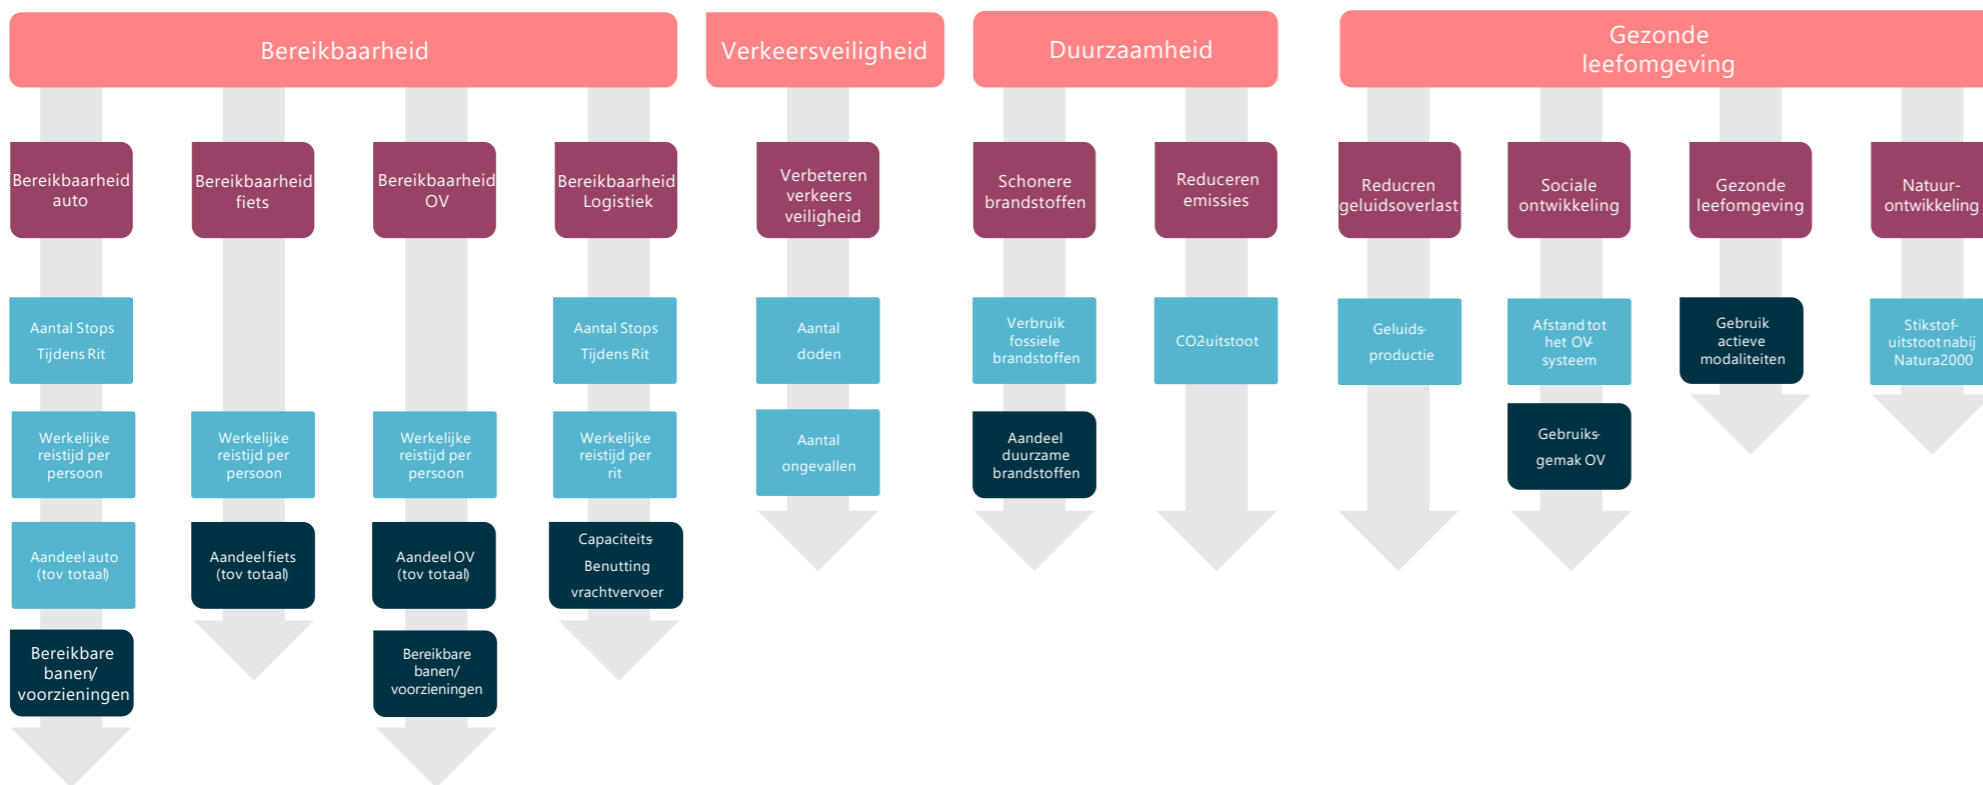 Bereikbaarheid
Verkeersveiligheid
Duurzaamheid
Gezonde
leefomgeving
Bereikbaarheid
auto
Bereikbaarheid
fiets
Bereikbaarheid
OV
Bereikbaarheid
Logistiek
Verbeteren
verkeers
veiligheid
Schonere
brandstoffen
Reduceren
emissies
Reducren
geluidsoverlast
Sociale
ontwikkeling
Gezonde
leefomgeving
Natuur-
ontwikkeling
Aantal Stops
Tijdens Rit
Aantal Stops
Tijdens Rit
Aantal
doden
Verbruik
fossiele
brandstoffen
CO2-uitstoot
Geluids-
productie
Afstand tot
het OV-
systeem
Gebruik
actieve
modaliteiten
Stikstof-
uitstoot nabij
Natura2000
Werkelijke
reistijd per
persoon
Werkelijke
reistijd per
persoon
Werkelijke
reistijd per
persoon
Werkelijke
reistijd per
rit
Aantal
ongevallen
Aandeel
duurzame
brandstoffen
Gebruiks-
gemak OV
Aandeel auto
(tov totaal)
Aandeel fiets
(tov totaal)
Aandeel OV
(tov totaal)
Capaciteits-
Benutting
vrachtvervoer
Bereikbare
banen/
voorzieningen
Bereikbare
banen/
voorzieningen